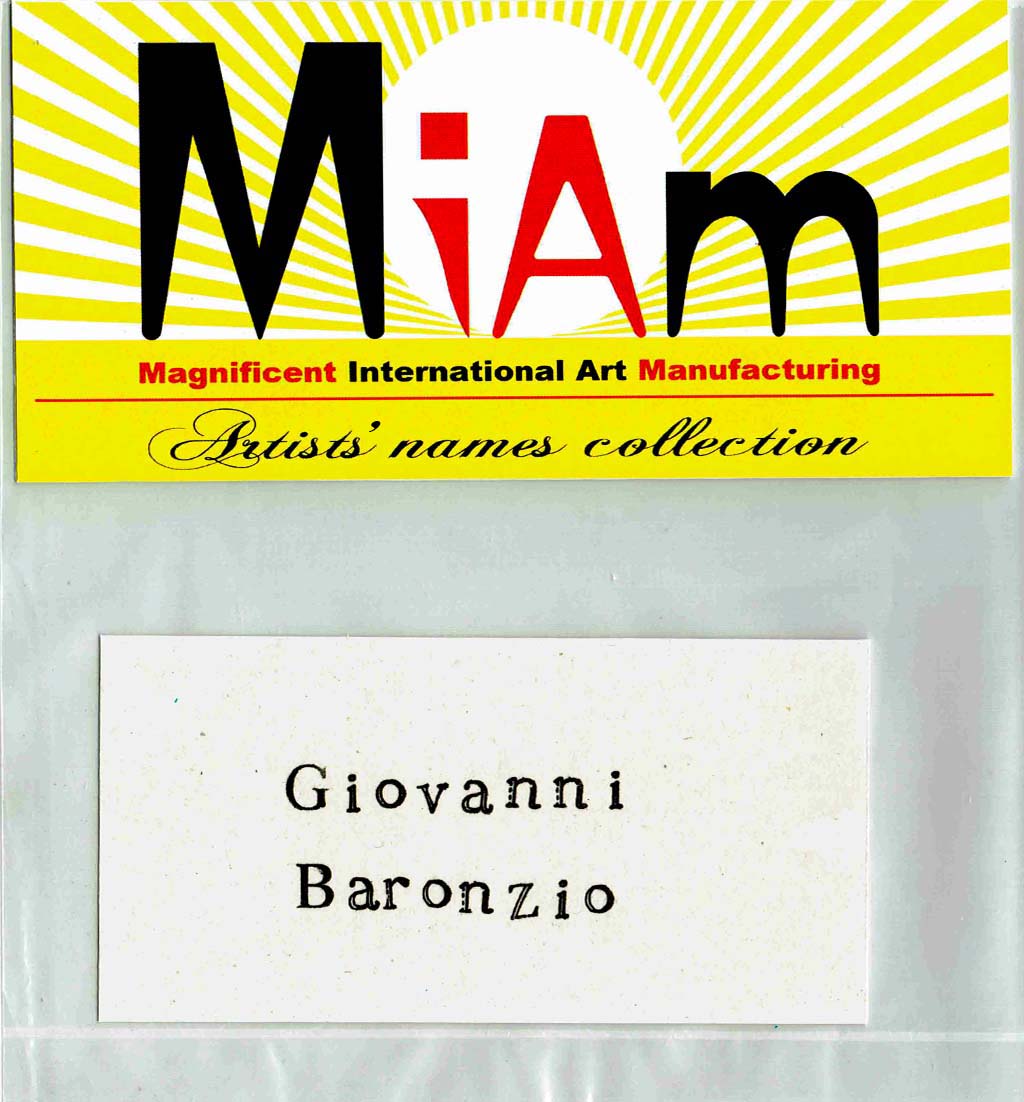 MiAm
Magnificent International Art Manufacturing
Artists' names collection
Giovanni
Baronzio